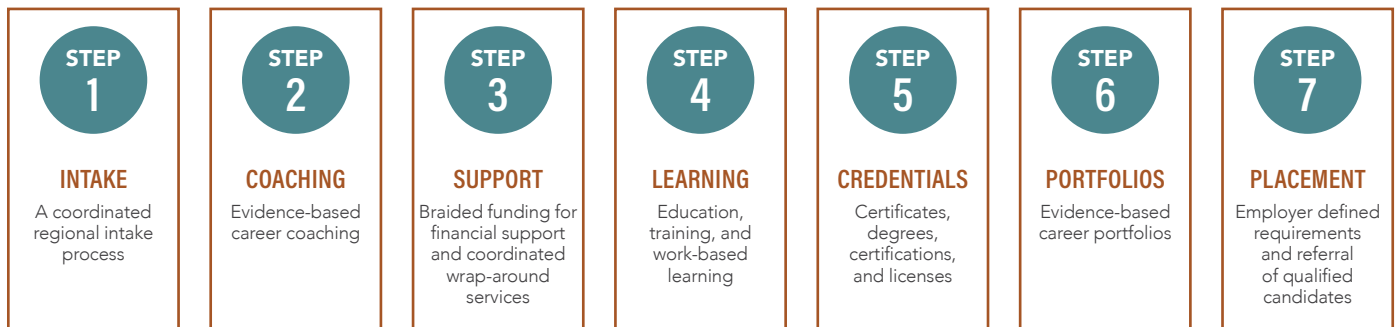 STEP
1
INTAKE
A coordinated
regional intake
process
STEP
2
COACHING
Evidence-based
career coaching
STEP
3
SUPPORT
Braided funding for
financial support
and coordinated
wrap-around
services
STEP
4
LEARNING
Education,
training, and
work-based
learning
STEP
5
CREDENTIALS
Certificates,
degrees,
certifications,
and licenses
STEP
6
PORTFOLIOS
Evidence-based
career portfolios
STEP
7
PLACEMENT
Employer defined
requirements
and referral
of qualified
candidates